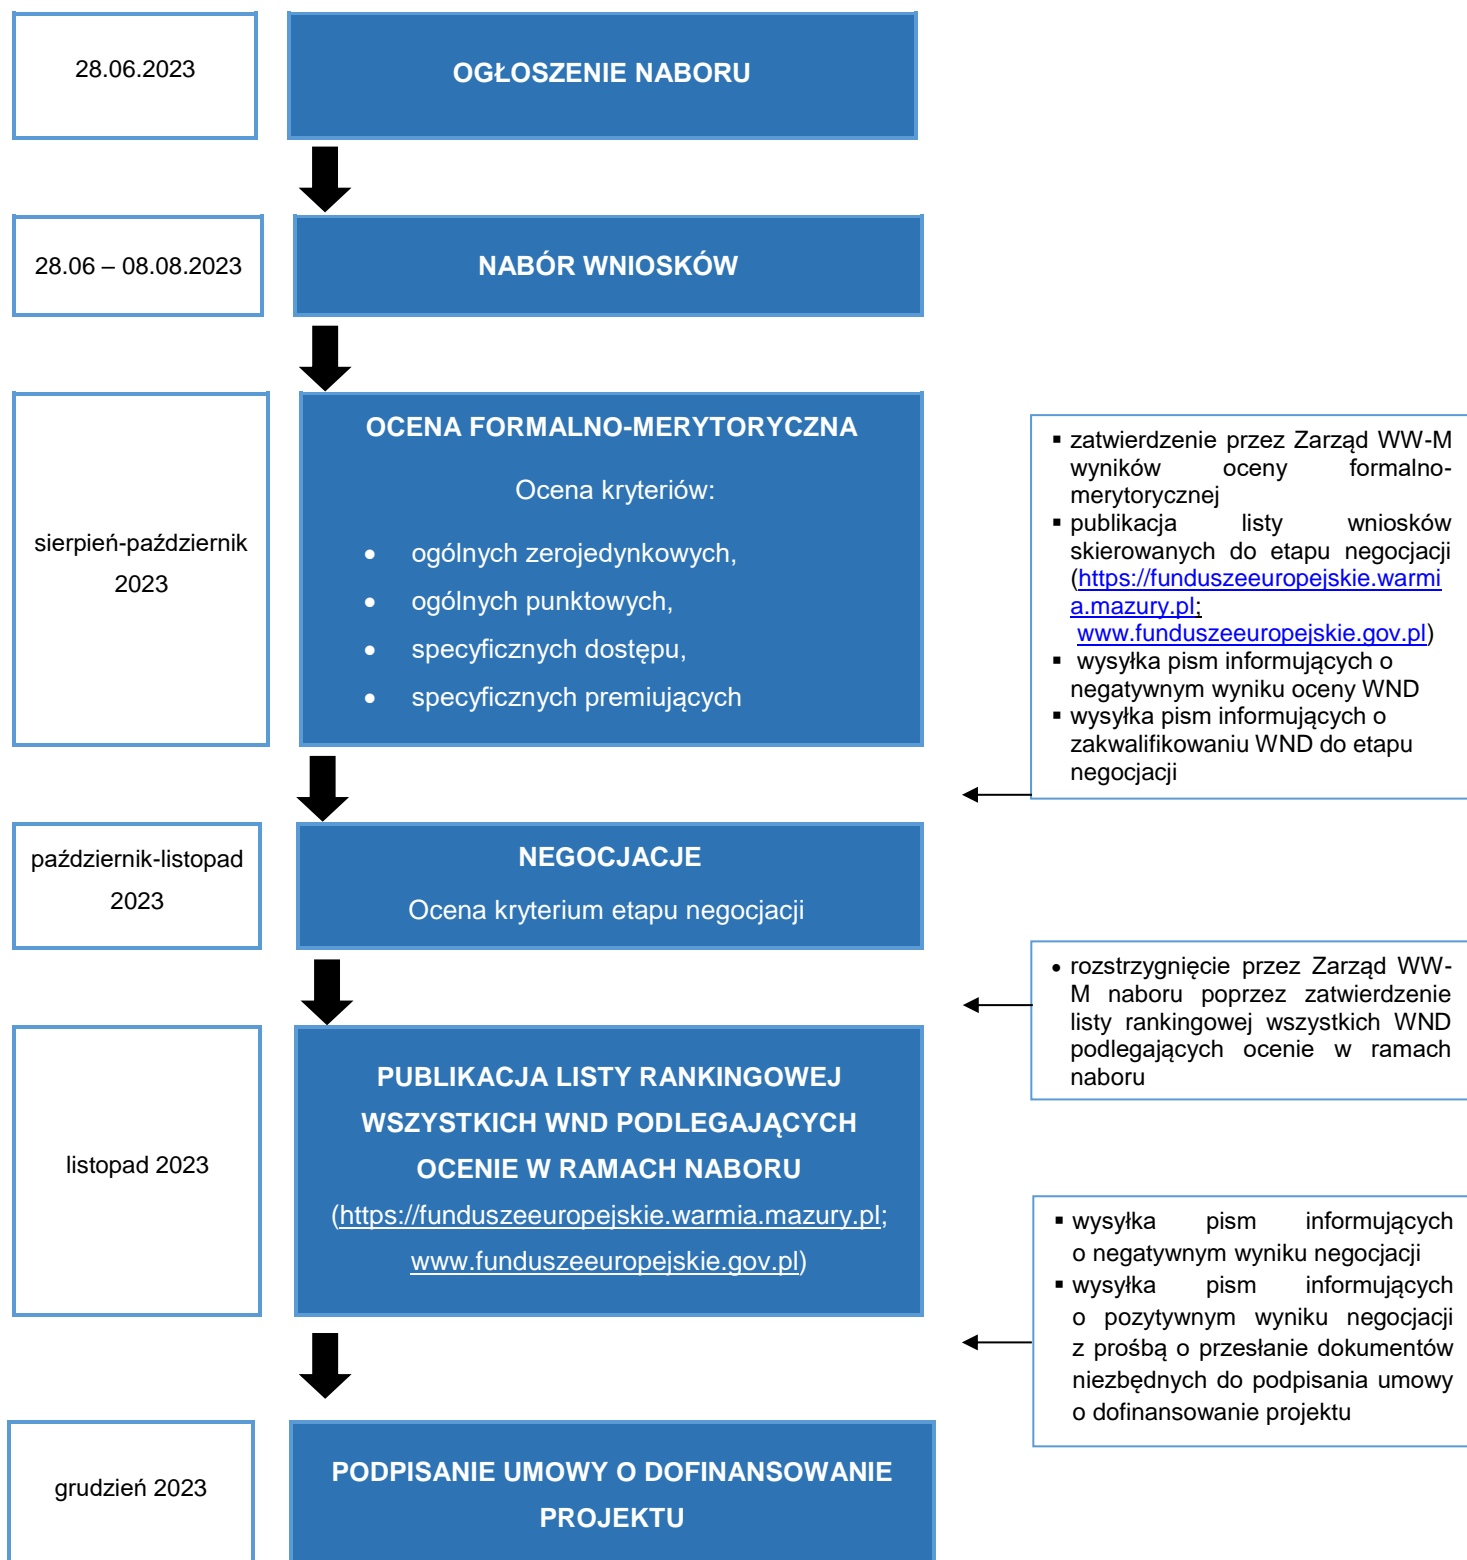 28.06.2023
OGŁOSZENIE NABORU
28.06 – 08.08.2023
NABÓR WNIOSKÓW
sierpień-październik
2023
OCENA FORMALNO-MERYTORYCZNA
Ocena kryteriów:
• ogólnych zerojedynkowych,
• ogólnych punktowych,
• specyficznych dostępu,
• specyficznych premiujących
▪ zatwierdzenie przez Zarząd WW-M
wyników oceny formalno-
merytorycznej
▪ publikacja listy wniosków
skierowanych do etapu negocjacji
(https://funduszeeuropejskie.warmi
a.mazury.pl;
www.funduszeeuropejskie.gov.pl)
▪ wysyłka pism informujących o
negatywnym wyniku oceny WND
▪ wysyłka pism informujących o
zakwalifikowaniu WND do etapu
negocjacji
październik-listopad
2023
NEGOCJACJE
Ocena kryterium etapu negocjacji
• rozstrzygnięcie przez Zarząd WW-
M naboru poprzez zatwierdzenie
listy rankingowej wszystkich WND
podlegających ocenie w ramach
naboru
listopad 2023
PUBLIKACJA LISTY RANKINGOWEJ
WSZYSTKICH WND PODLEGAJĄCYCH
OCENIE W RAMACH NABORU
(https://funduszeeuropejskie.warmia.mazury.pl;
www.funduszeeuropejskie.gov.pl)
▪ wysyłka pism informujących
o negatywnym wyniku negocjacji
▪ wysyłka pism informujących
o pozytywnym wyniku negocjacji
z prośbą o przesłanie dokumentów
niezbędnych do podpisania umowy
o dofinansowanie projektu
grudzień 2023
PODPISANIE UMOWY O DOFINANSOWANIE
PROJEKTU